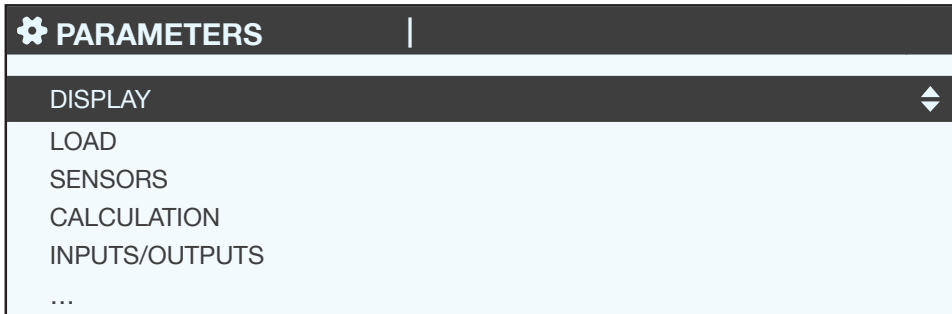 PARAMETERS |
DISPLAY
LOAD
SENSORS
CALCULATION
INPUTS/OUTPUTS
…